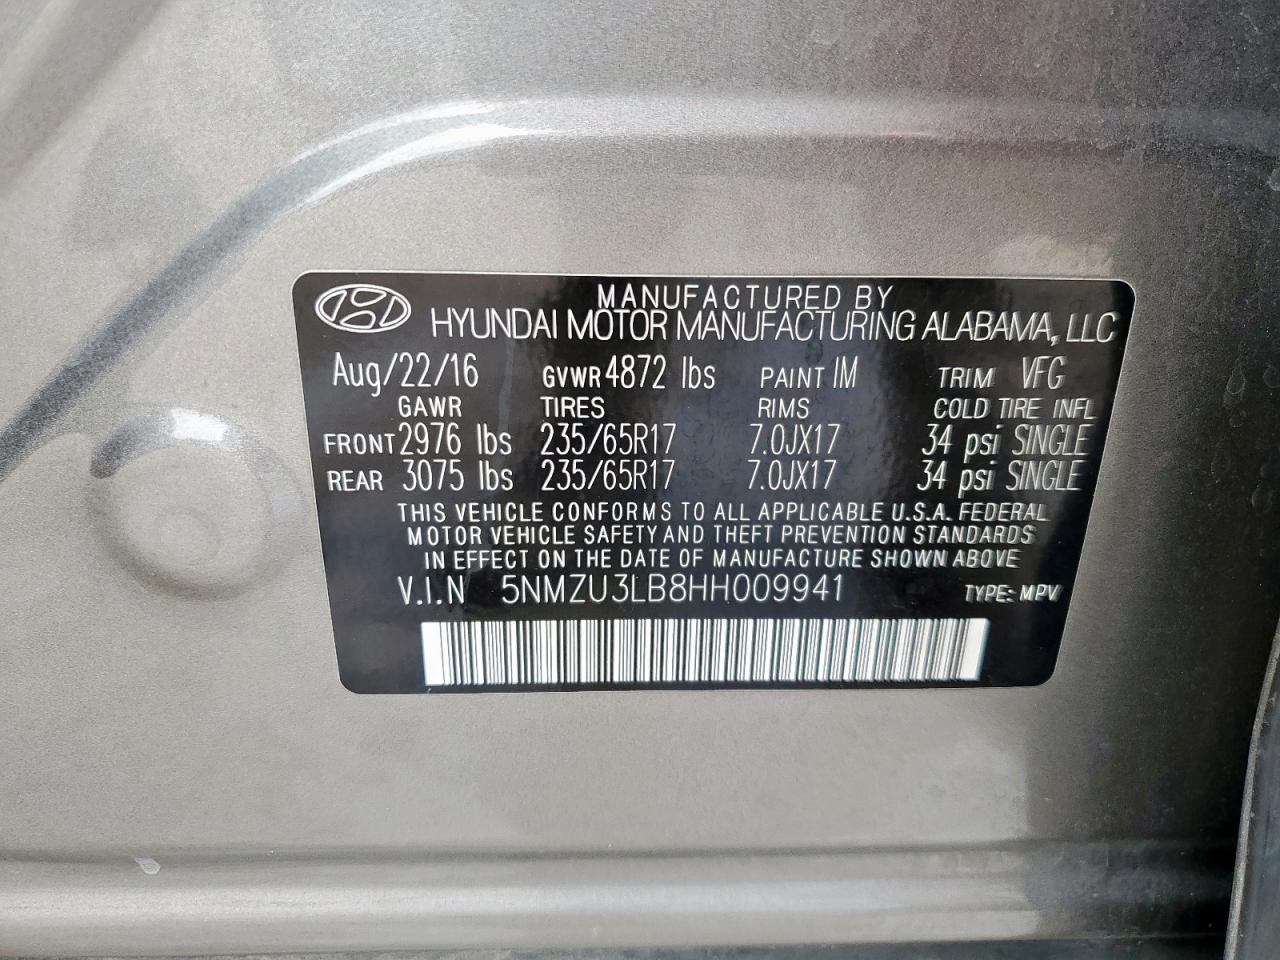 MANUFACTURED BY
HYUNDAI MOTOR MANUFACTURING ALABAMA, LLC
Aug/22/16 GVWR 4872 lbs PAINT IM TRIM VFG
GAWR TIRES RIMS COLD TIRE INFL
FRONT 2976 lbs 235/65R17 7.0JX17 34 psi SINGLE
REAR 3075 lbs 235/65R17 7.0JX17 34 psi SINGLE
THIS VEHICLE CONFORMS TO ALL APPLICABLE U.S.A. FEDERAL
MOTOR VEHICLE SAFETY AND THEFT PREVENTION STANDARDS
IN EFFECT ON THE DATE OF MANUFACTURE SHOWN ABOVE
V.I.N 5NMZU3LB8HH009941 TYPE: MPV